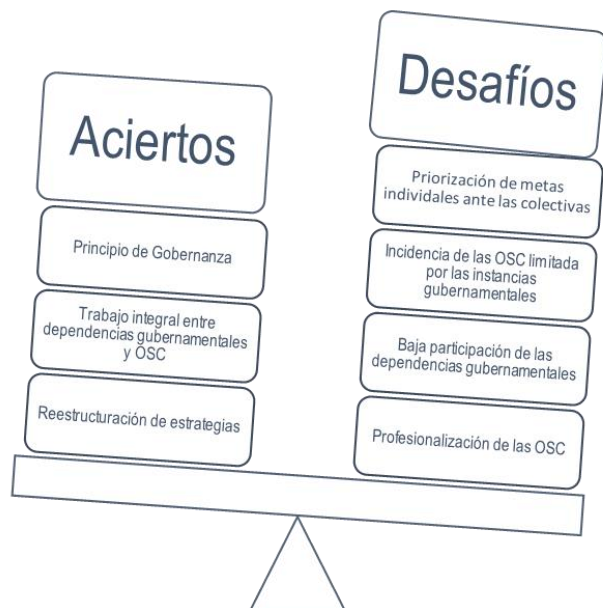 Aciertos
Principio de Gobernanza
Trabajo integral entre
dependencias gubernamentales
y OSC
Reestructuración de estrategias
Desafíos
Priorización de metas
individales ante las colectivas
Incidencia de las OSC limitada
por las instancias
gubernamentales
Baja participación de las
dependencias gubernamentales
Profesionalización de las OSC